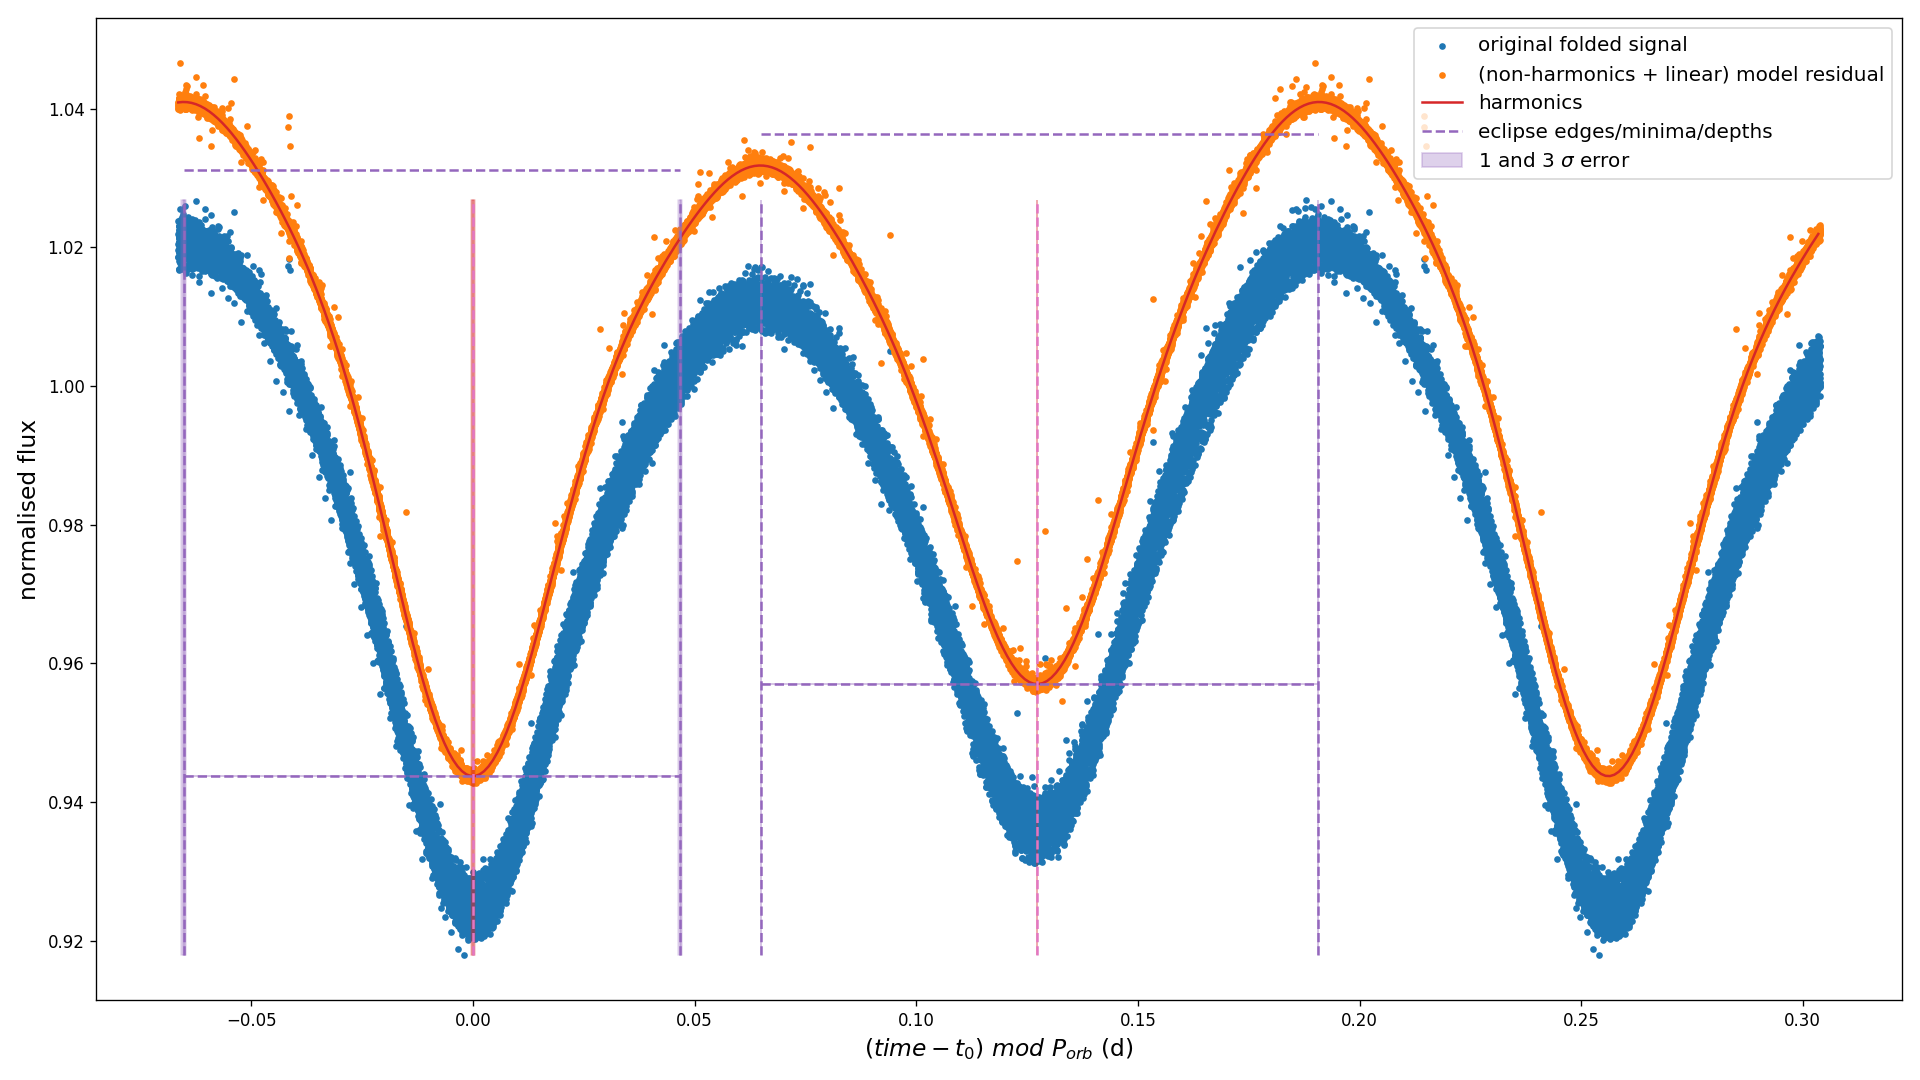 original folded signal
(non-harmonics + linear) model residual
harmonics
eclipse edges/minima/depths
1 and 3 σ error
normalised flux
1.04
1.02
1.00
0.98
0.96
0.94
0.92
−0.05 0.00 0.05 0.10 0.15 0.20 0.25 0.30
(time − t₀) mod Pₒᵣᵦ (d)